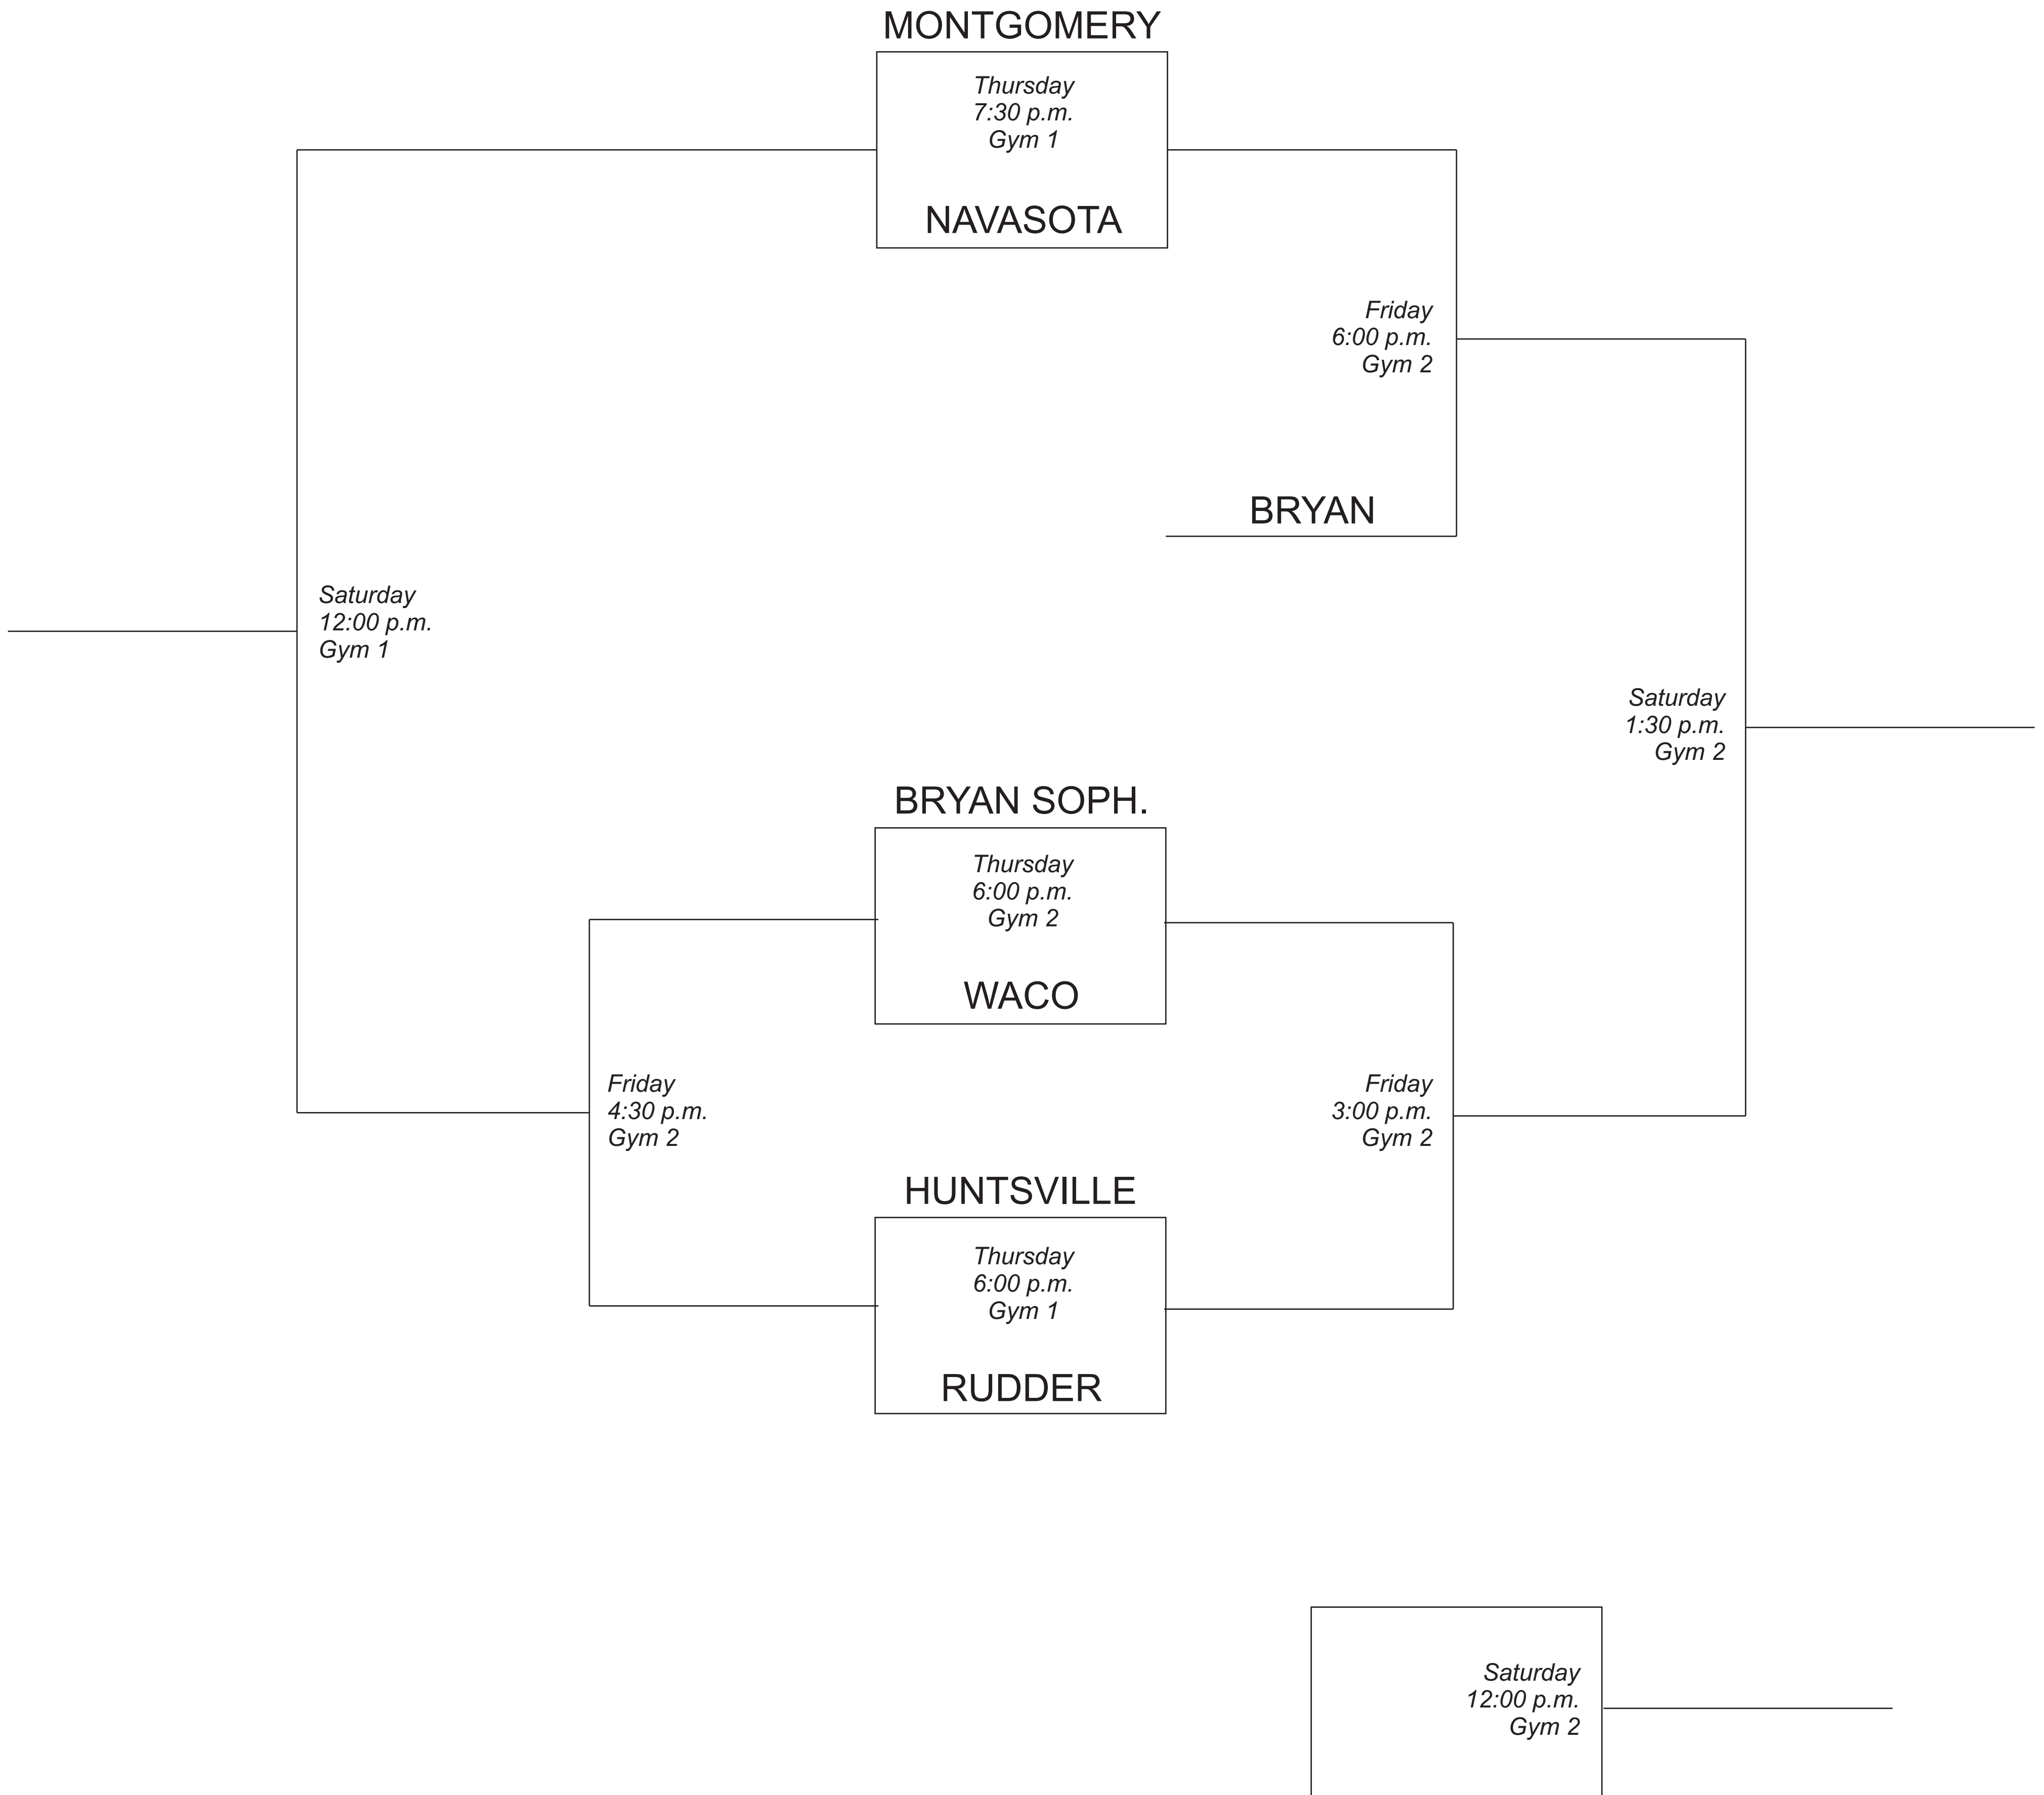 MONTGOMERY
Thursday
7:30 p.m.
Gym 1
NAVASOTA
Friday
6:00 p.m.
Gym 2
BRYAN
Saturday
12:00 p.m.
Gym 1
Saturday
1:30 p.m.
Gym 2
BRYAN SOPH.
Thursday
6:00 p.m.
Gym 2
WACO
Friday
4:30 p.m.
Gym 2
Friday
3:00 p.m.
Gym 2
HUNTSVILLE
Thursday
6:00 p.m.
Gym 1
RUDDER
Saturday
12:00 p.m.
Gym 2